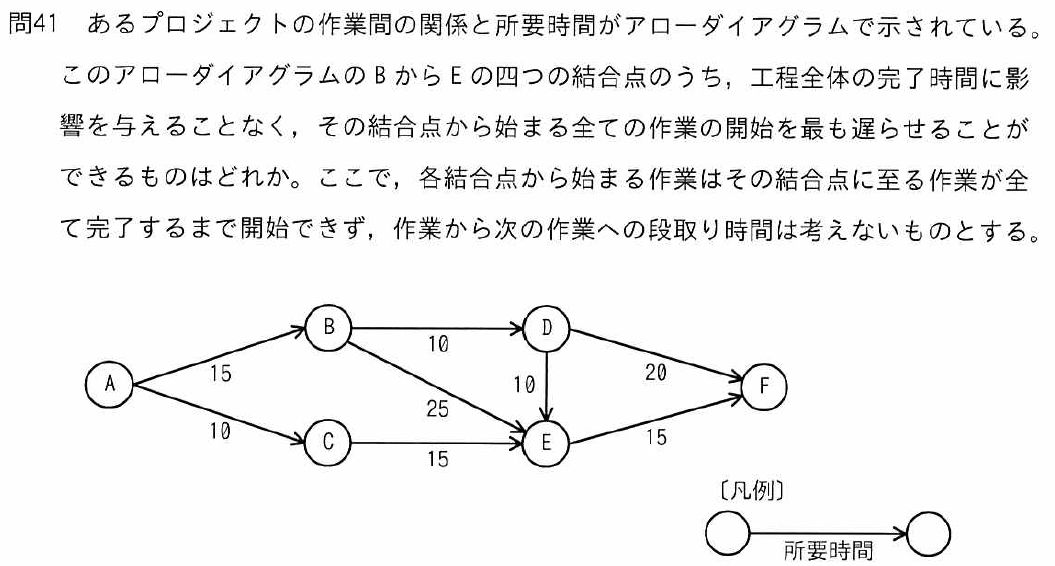 問41 あるプロジェクトの作業間の関係と所要時間がアローダイアグラムで示されている。
このアローダイアグラムのBからEの四つの結合点のうち，工程全体の完了時間に影
響を与えることなく，その結合点から始まる全ての作業の開始を最も遅らせることが
できるものはどれか。ここで，各結合点から始まる作業はその結合点に至る作業が全
て完了するまで開始できず，作業から次の作業への段取り時間は考えないものとする。
B
D
10
A
15
20
F
10
25
10
C
E
15
15
〔凡例〕
所要時間